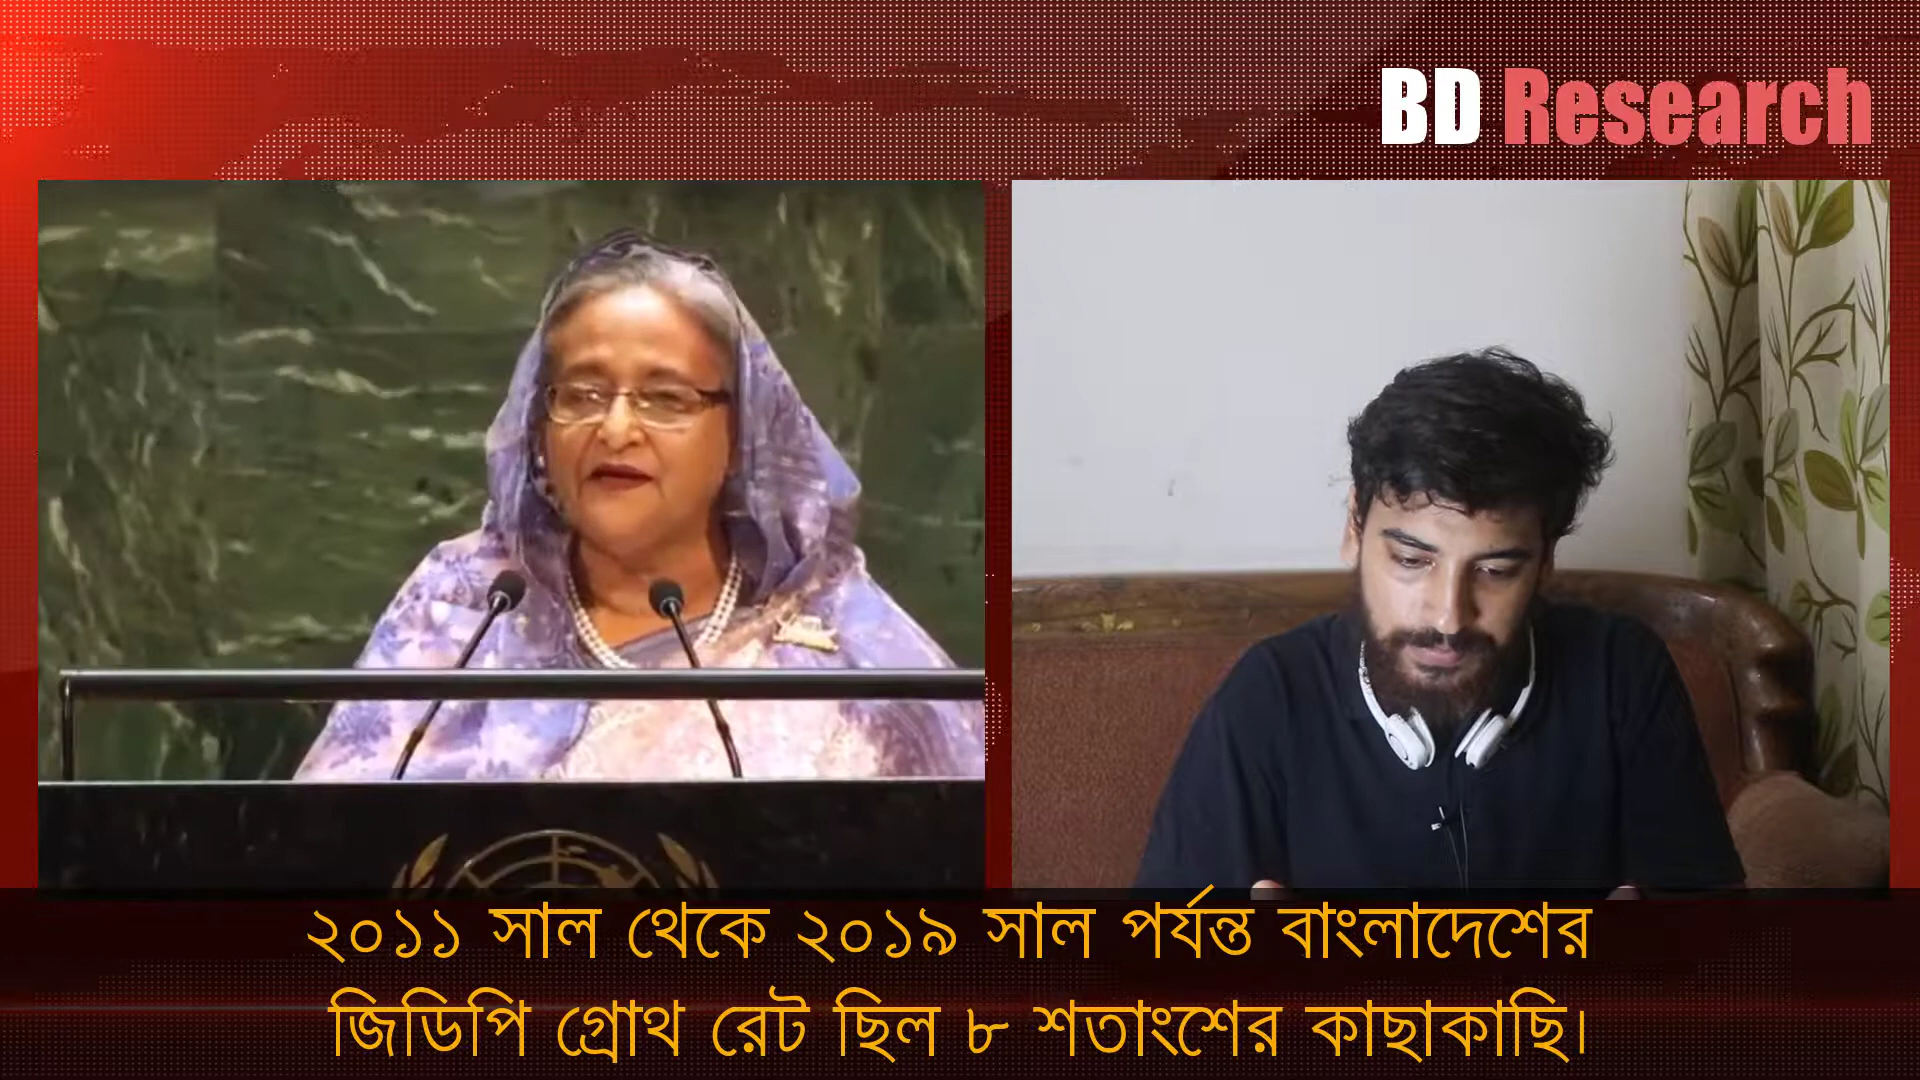 BD Research
২০১১ সাল থেকে ২০১৯ সাল পর্যন্ত বাংলাদেশের
জিডিপি গ্রোথ রেট ছিল ৮ শতাংশের কাছাকাছি।